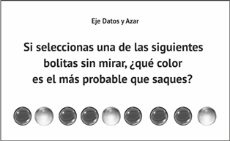 Eje Datos y Azar
Si seleccionas una de las siguientes
bolitas sin mirar, ¿qué color
es el más probable que saques?